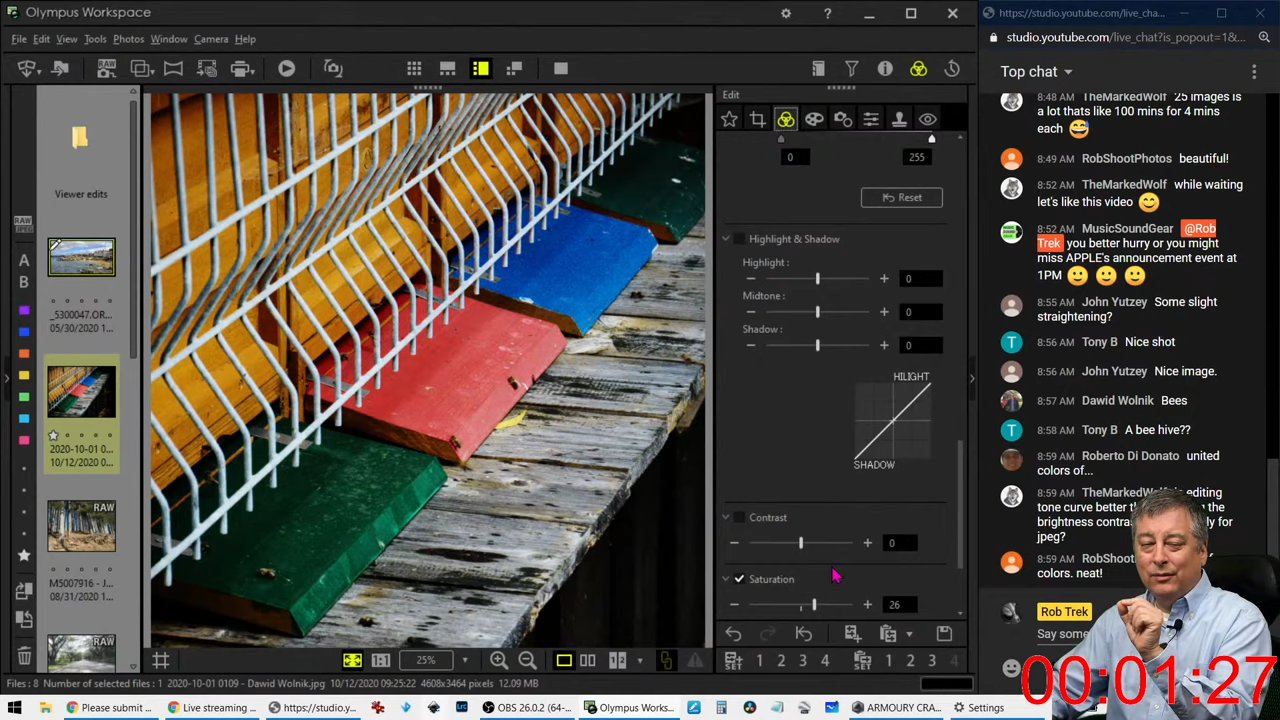 Olympus Workspace
File Edit View Tools Photos Window Camera Help
RAW
Edit
Viewer edits
RAW
JPEG
A
B
_5300047.OR...
05/30/2020 1...
2020-10-01 0...
10/12/2020 0...
RAW
M5007916 - J...
08/31/2020 1...
RAW
0 255
Reset
Highlight & Shadow
Highlight :
0
Midtone :
0
Shadow :
0
HILIGHT
SHADOW
Contrast
0
Saturation
26
1:1 25%
1 2 3 4 1 2 3 4
Files : 8 Number of selected files : 1 2020-10-01 0109 - Dawid Wolnik.jpg 10/12/2020 09:25:22 4608x3464 pixels 12.09 MB
https://studio.youtube.com/live_cha...
studio.youtube.com/live_chat?is_popout=1&...
Top chat
8:48 AM TheMarkedWolf 25 images is
a lot thats like 100 mins for 4 mins
each
8:49 AM RobShootPhotos beautiful!
8:52 AM TheMarkedWolf while waiting
let's like this video
8:52 AM MusicSoundGear @Rob
Trek you better hurry or you might
miss APPLE's announcement event at
1PM
8:55 AM John Yutzey Some slight
straightening?
T 8:56 AM Tony B Nice shot
8:56 AM John Yutzey Nice image.
8:57 AM Dawid Wolnik Bees
T 8:58 AM Tony B A bee hive??
8:59 AM Roberto Di Donato united
colors of...
8:59 AM TheMarkedWolf is editing
tone curve better th
brightness contras ly for
jpeg?
8:59 AM RobShoot of
colors. neat!
Rob Trek
Say some
00:01:27
Please submit ... Live streaming ... https://studio.y... Lrc OBS 26.0.2 (64-... Olympus Works... ARMOURY CRA... Settings